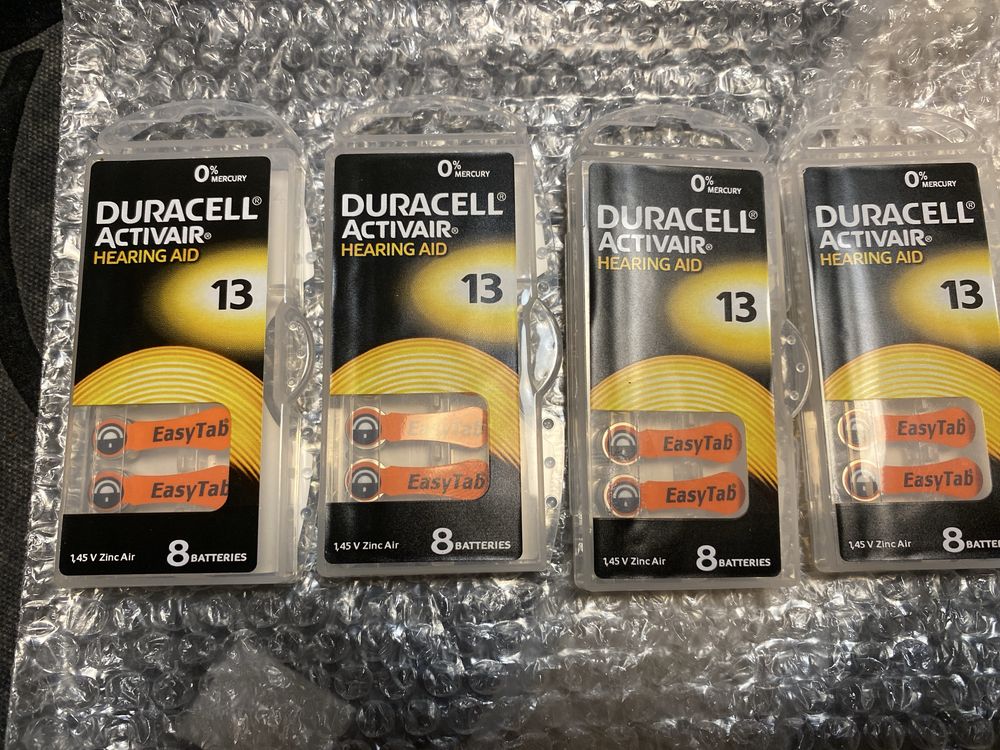 0% MERCURY
DURACELL®
ACTIVAIR®
HEARING AID
13
EasyTab
EasyTab
1,45 V Zinc Air 8 BATTERIES
0% MERCURY
DURACELL®
ACTIVAIR®
HEARING AID
13
EasyTab
EasyTab
1,45 V Zinc Air 8 BATTERIES
0% MERCURY
DURACELL®
ACTIVAIR®
HEARING AID
13
EasyTab
EasyTab
1,45 V Zinc Air 8 BATTERIES
0% MERCURY
DURACELL®
ACTIVAIR®
HEARING AID
13
EasyTab
EasyTab
1,45 V Zinc Air 8 BATTER